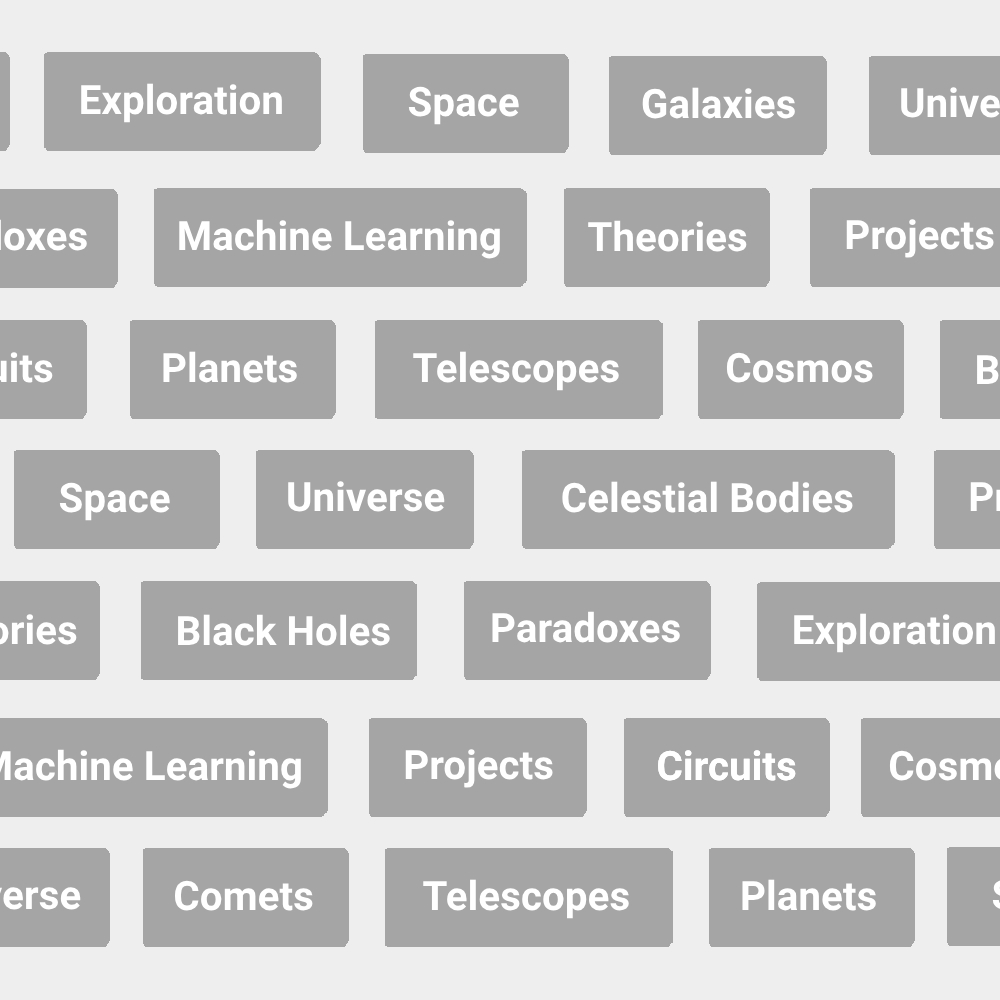 Exploration Space Galaxies Unive
loxes Machine Learning Theories Projects
uits Planets Telescopes Cosmos B
Space Universe Celestial Bodies Pr
ories Black Holes Paradoxes Exploration
Machine Learning Projects Circuits Cosmo
verse Comets Telescopes Planets S